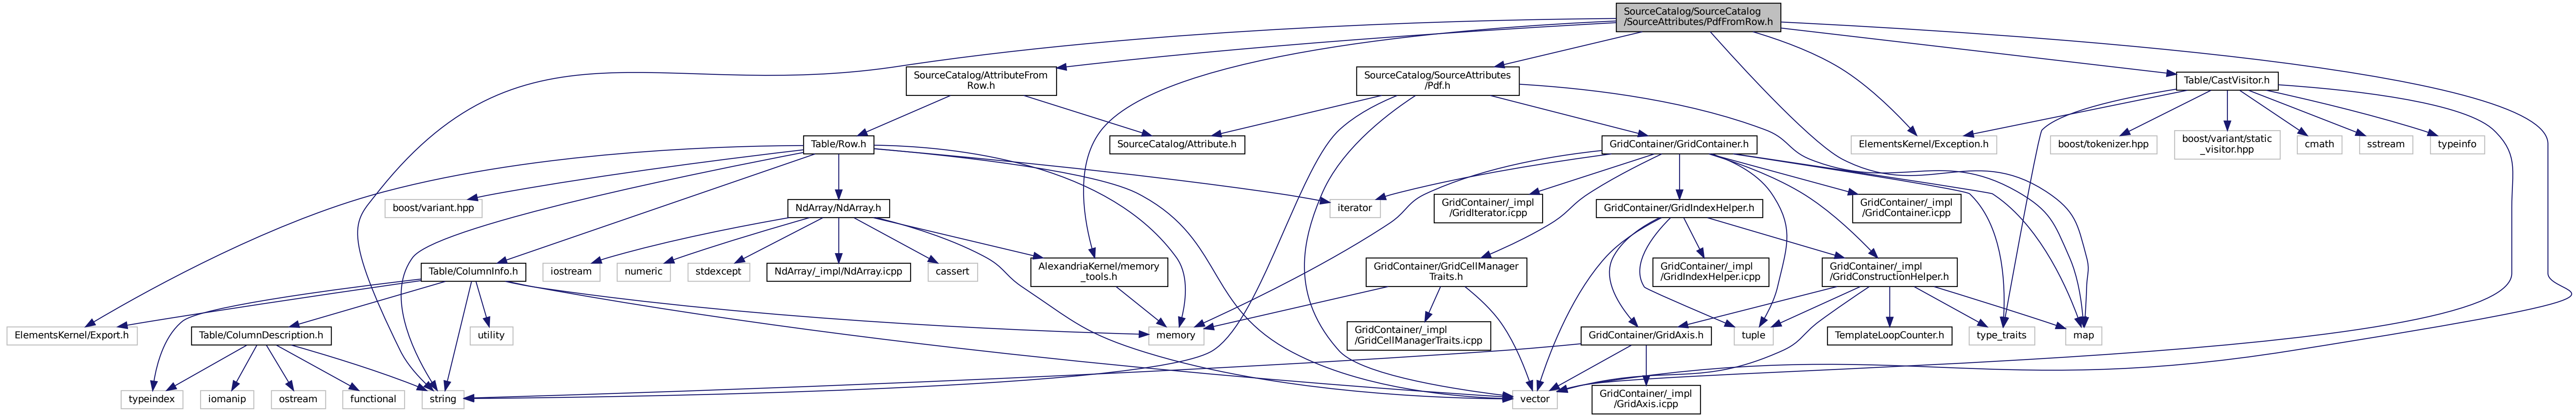 SourceCatalog/SourceCatalog
/SourceAttributes/PdfFromRow.h
SourceCatalog/AttributeFrom
Row.h
SourceCatalog/SourceAttributes
/Pdf.h
Table/CastVisitor.h
Table/Row.h
SourceCatalog/Attribute.h
GridContainer/GridContainer.h
ElementsKernel/Exception.h
boost/tokenizer.hpp
boost/variant/static
_visitor.hpp
cmath
sstream
typeinfo
boost/variant.hpp
NdArray/NdArray.h
iterator
GridContainer/_impl
/GridIterator.icpp
GridContainer/GridIndexHelper.h
GridContainer/_impl
/GridContainer.icpp
Table/ColumnInfo.h
iostream
numeric
stdexcept
NdArray/_impl/NdArray.icpp
cassert
AlexandriaKernel/memory
_tools.h
GridContainer/GridCellManager
Traits.h
GridContainer/_impl
/GridIndexHelper.icpp
GridContainer/_impl
/GridConstructionHelper.h
ElementsKernel/Export.h
Table/ColumnDescription.h
utility
memory
GridContainer/_impl
/GridCellManagerTraits.icpp
GridContainer/GridAxis.h
tuple
TemplateLoopCounter.h
type_traits
map
typeindex
iomanip
ostream
functional
string
vector
GridContainer/_impl
/GridAxis.icpp